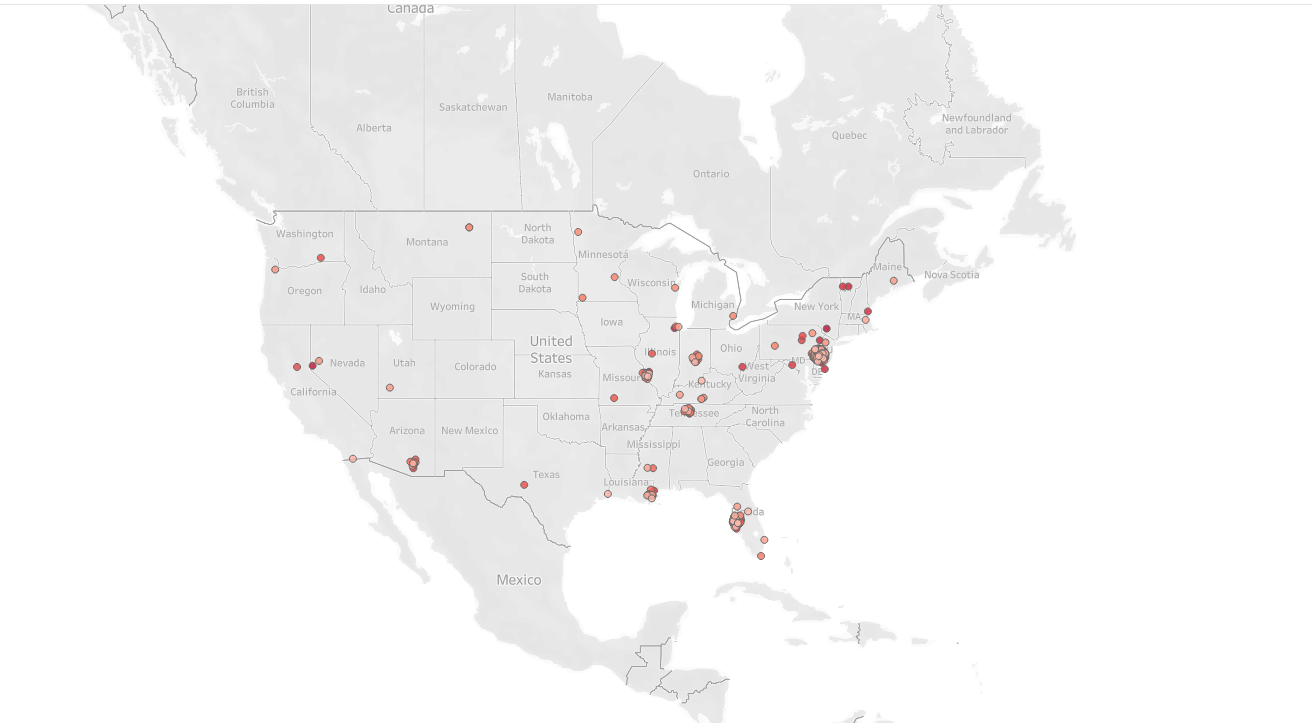 Canada
British
Columbia
Alberta
Saskatchewan
Manitoba
Ontario
Quebec
Newfoundland
and Labrador
Nova Scotia
Washington
Montana
North
Dakota
Minnesota
Maine
Oregon
Idaho
South
Dakota
Wisconsin
Michigan
New York
MA
Wyoming
Iowa
Nevada
Utah
Colorado
United
States
Kansas
Missouri
Illinois
Ohio
MD
West
Virginia
DE
Kentucky
California
Arizona
New Mexico
Oklahoma
Arkansas
Tennessee
North
Carolina
Mississippi
Georgia
Texas
Louisiana
da
Mexico